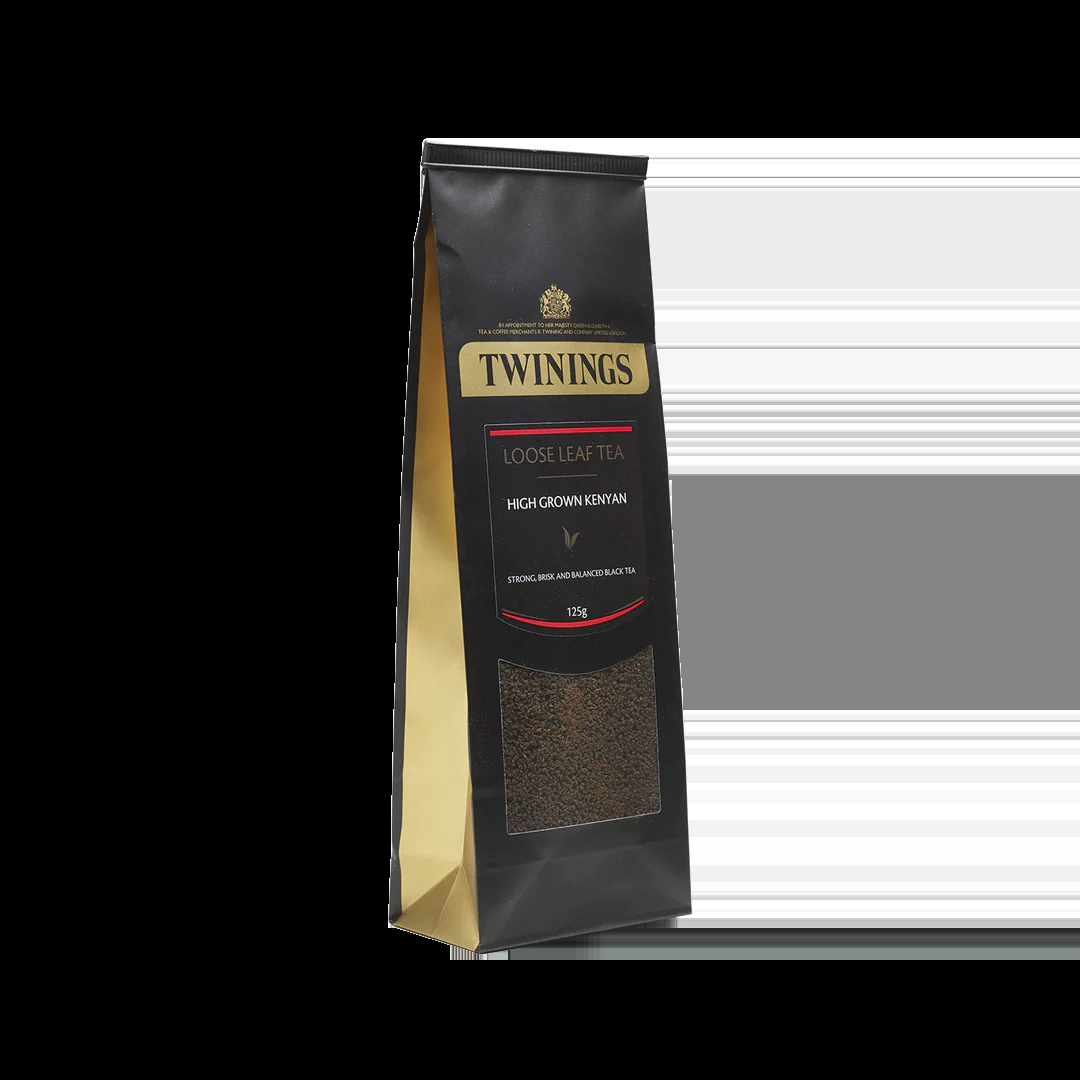 BY APPOINTMENT TO HER MAJESTY QUEEN ELIZABETH II
TEA & COFFEE MERCHANTS R. TWINING AND COMPANY LIMITED LONDON
TWININGS
LOOSE LEAF TEA
HIGH GROWN KENYAN
STRONG, BRISK AND BALANCED BLACK TEA
125g